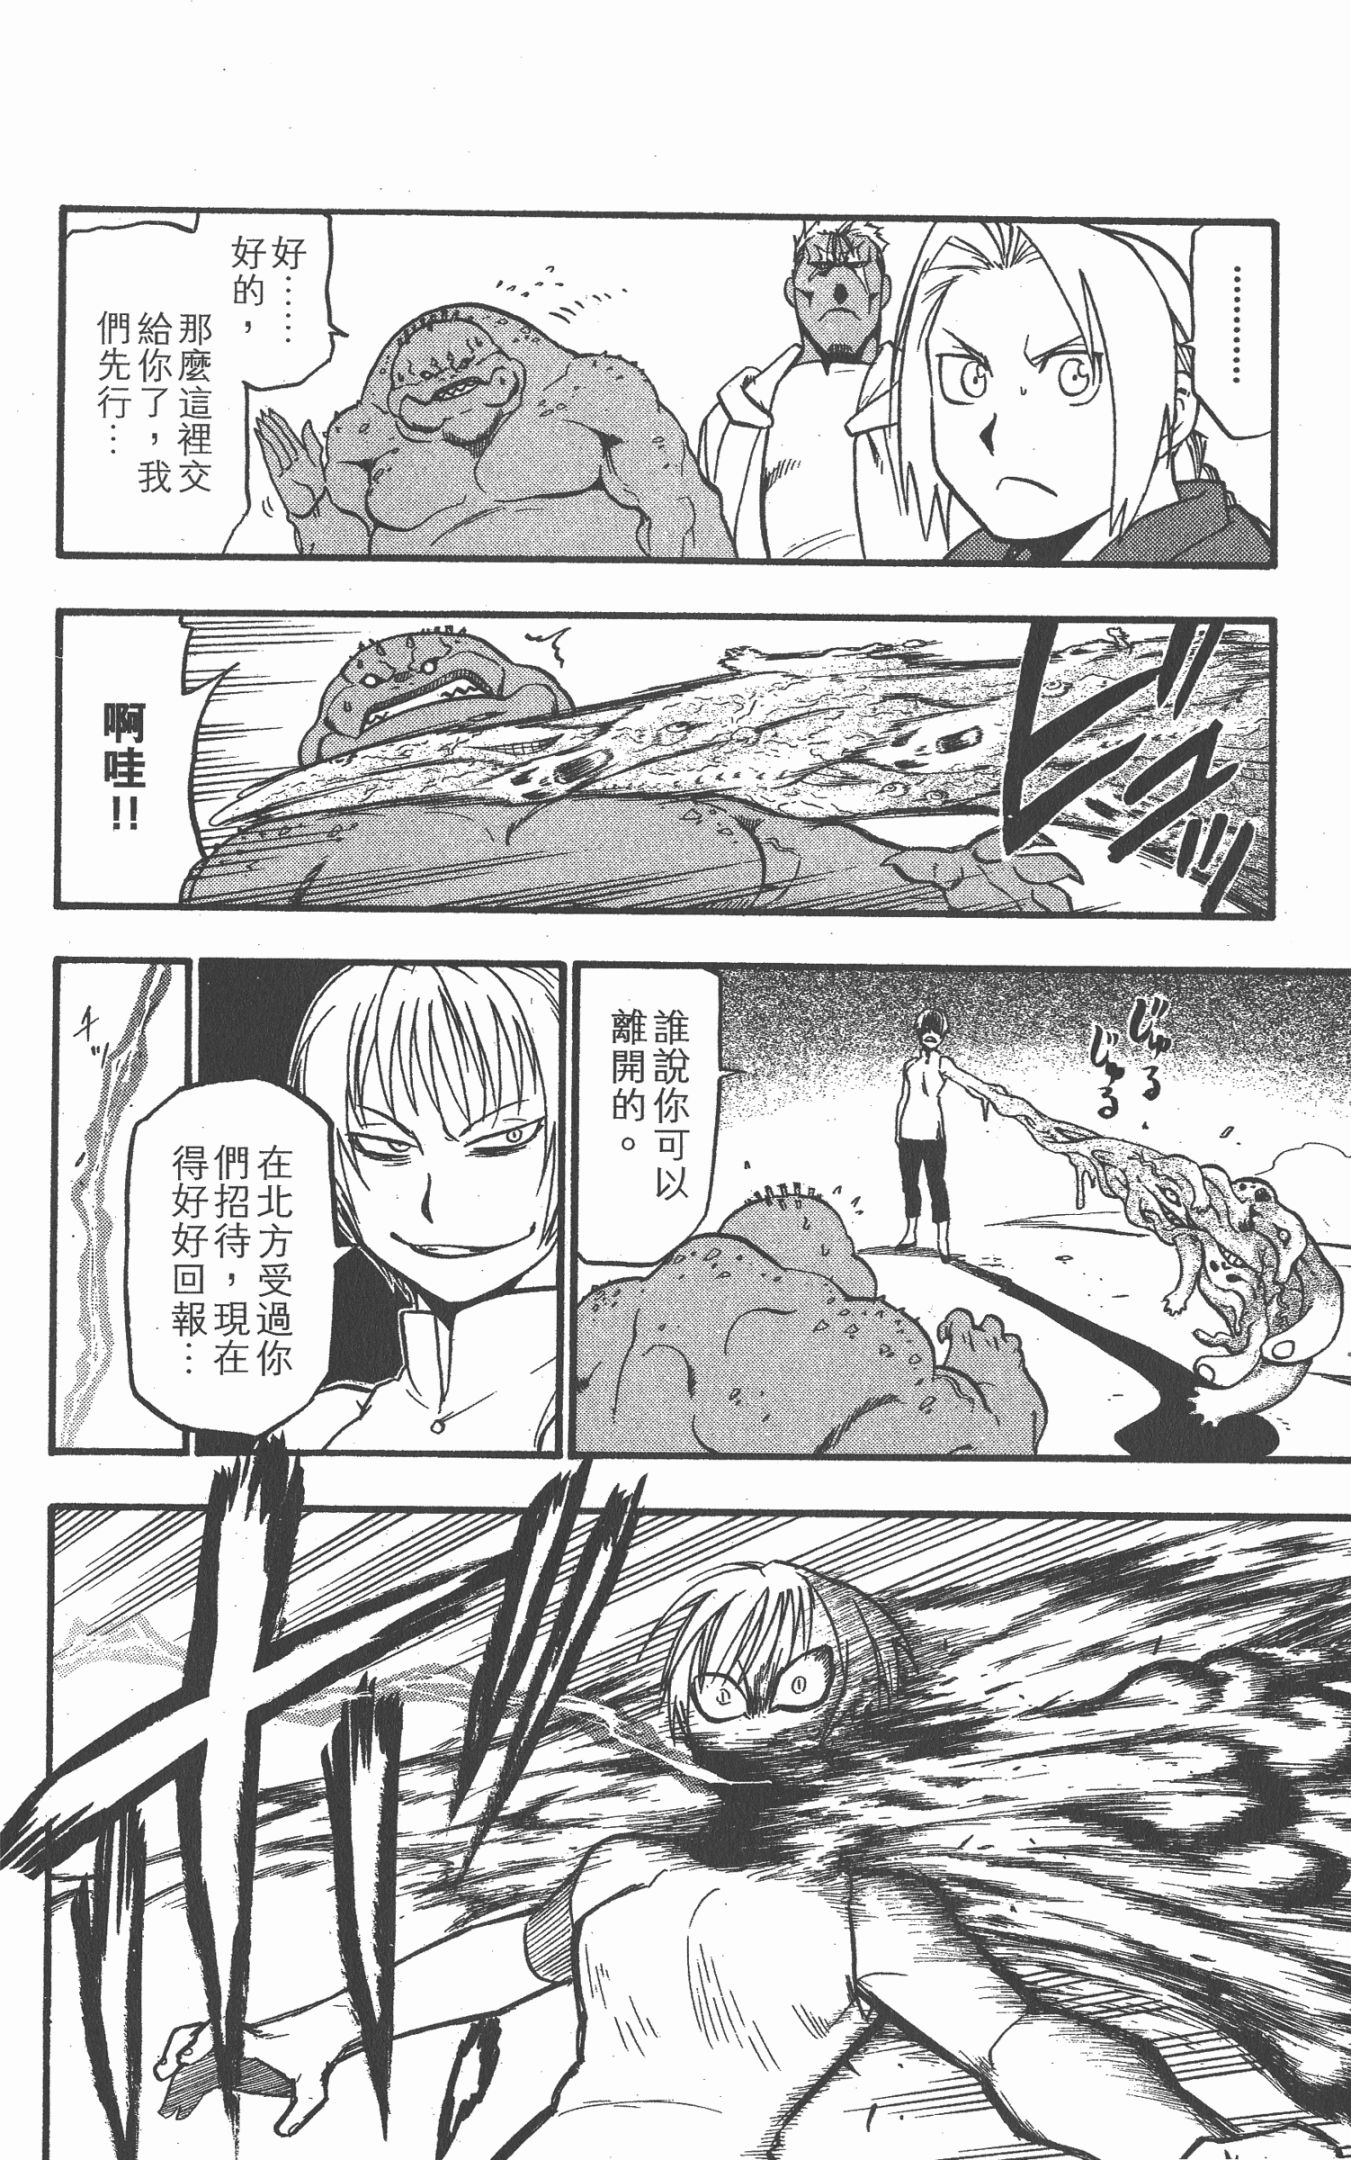 …………
好……
好的，
那麼這裡交
給你了，我
們先行…
啊哇!!
じゅる
じゅる
誰說你可以
離開的。
在北方受過你
們招待，現在
得好好回報…